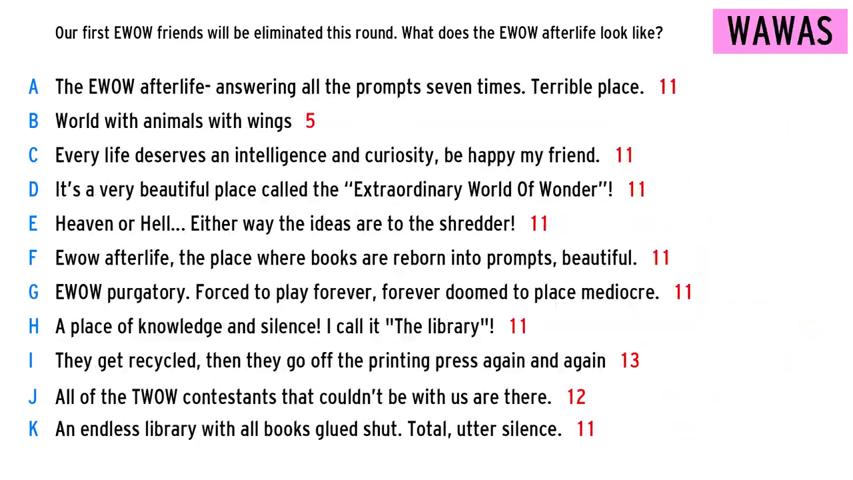 Our first EWOW friends will be eliminated this round. What does the EWOW afterlife look like?
WAWAS
A The EWOW afterlife- answering all the prompts seven times. Terrible place. 11
B World with animals with wings 5
C Every life deserves an intelligence and curiosity, be happy my friend. 11
D It's a very beautiful place called the “Extraordinary World Of Wonder”! 11
E Heaven or Hell... Either way the ideas are to the shredder! 11
F Ewow afterlife, the place where books are reborn into prompts, beautiful. 11
G EWOW purgatory. Forced to play forever, forever doomed to place mediocre. 11
H A place of knowledge and silence! I call it "The library"! 11
I They get recycled, then they go off the printing press again and again 13
J All of the TWOW contestants that couldn't be with us are there. 12
K An endless library with all books glued shut. Total, utter silence. 11